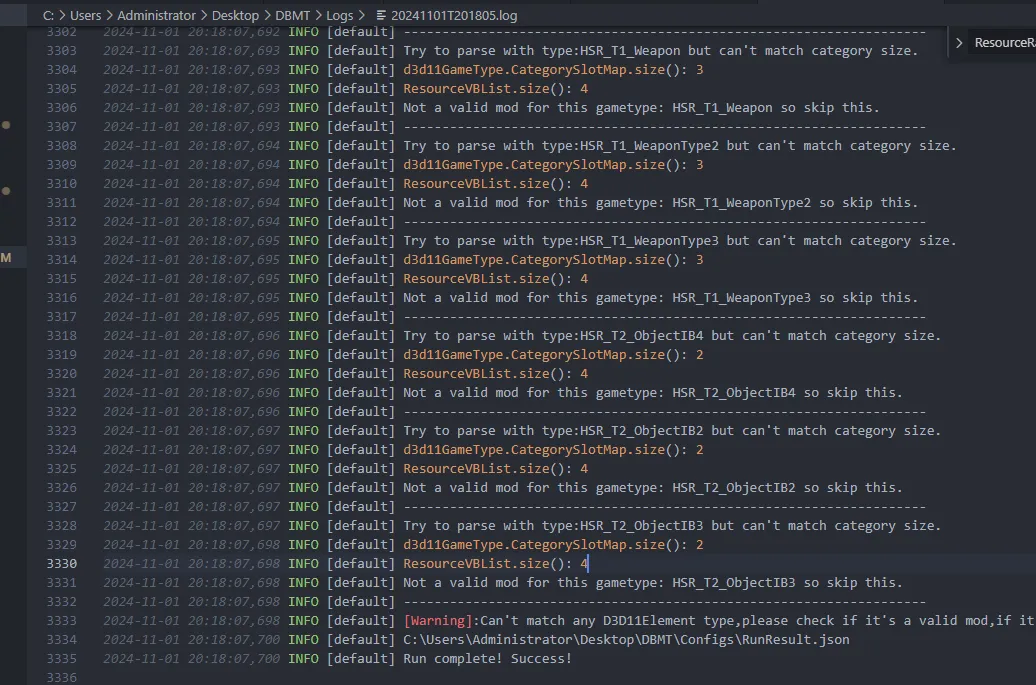 C: > Users > Administrator > Desktop > DBMT > Logs > 20241101T201805.log
3302 2024-11-01 20:18:07,692 INFO [default] --------------------------------------------------------------------
ResourceR
3303 2024-11-01 20:18:07,693 INFO [default] Try to parse with type:HSR_T1_Weapon but can't match category size.
3304 2024-11-01 20:18:07,693 INFO [default] d3d11GameType.CategorySlotMap.size(): 3
3305 2024-11-01 20:18:07,693 INFO [default] ResourceVBList.size(): 4
3306 2024-11-01 20:18:07,693 INFO [default] Not a valid mod for this gametype: HSR_T1_Weapon so skip this.
3307 2024-11-01 20:18:07,693 INFO [default] --------------------------------------------------------------------
3308 2024-11-01 20:18:07,694 INFO [default] Try to parse with type:HSR_T1_WeaponType2 but can't match category size.
3309 2024-11-01 20:18:07,694 INFO [default] d3d11GameType.CategorySlotMap.size(): 3
3310 2024-11-01 20:18:07,694 INFO [default] ResourceVBList.size(): 4
3311 2024-11-01 20:18:07,694 INFO [default] Not a valid mod for this gametype: HSR_T1_WeaponType2 so skip this.
3312 2024-11-01 20:18:07,694 INFO [default] --------------------------------------------------------------------
3313 2024-11-01 20:18:07,695 INFO [default] Try to parse with type:HSR_T1_WeaponType3 but can't match category size.
M
3314 2024-11-01 20:18:07,695 INFO [default] d3d11GameType.CategorySlotMap.size(): 3
3315 2024-11-01 20:18:07,695 INFO [default] ResourceVBList.size(): 4
3316 2024-11-01 20:18:07,695 INFO [default] Not a valid mod for this gametype: HSR_T1_WeaponType3 so skip this.
3317 2024-11-01 20:18:07,695 INFO [default] --------------------------------------------------------------------
3318 2024-11-01 20:18:07,696 INFO [default] Try to parse with type:HSR_T2_ObjectIB4 but can't match category size.
3319 2024-11-01 20:18:07,696 INFO [default] d3d11GameType.CategorySlotMap.size(): 2
3320 2024-11-01 20:18:07,696 INFO [default] ResourceVBList.size(): 4
3321 2024-11-01 20:18:07,696 INFO [default] Not a valid mod for this gametype: HSR_T2_ObjectIB4 so skip this.
3322 2024-11-01 20:18:07,696 INFO [default] --------------------------------------------------------------------
3323 2024-11-01 20:18:07,697 INFO [default] Try to parse with type:HSR_T2_ObjectIB2 but can't match category size.
3324 2024-11-01 20:18:07,697 INFO [default] d3d11GameType.CategorySlotMap.size(): 2
3325 2024-11-01 20:18:07,697 INFO [default] ResourceVBList.size(): 4
3326 2024-11-01 20:18:07,697 INFO [default] Not a valid mod for this gametype: HSR_T2_ObjectIB2 so skip this.
3327 2024-11-01 20:18:07,697 INFO [default] --------------------------------------------------------------------
3328 2024-11-01 20:18:07,697 INFO [default] Try to parse with type:HSR_T2_ObjectIB3 but can't match category size.
3329 2024-11-01 20:18:07,698 INFO [default] d3d11GameType.CategorySlotMap.size(): 2
3330 2024-11-01 20:18:07,698 INFO [default] ResourceVBList.size(): 4
3331 2024-11-01 20:18:07,698 INFO [default] Not a valid mod for this gametype: HSR_T2_ObjectIB3 so skip this.
3332 2024-11-01 20:18:07,698 INFO [default] --------------------------------------------------------------------
3333 2024-11-01 20:18:07,698 INFO [default] [Warning]:Can't match any D3D11Element type,please check if it's a valid mod,if it
3334 2024-11-01 20:18:07,700 INFO [default] C:\Users\Administrator\Desktop\DBMT\Configs\RunResult.json
3335 2024-11-01 20:18:07,700 INFO [default] Run complete! Success!
3336